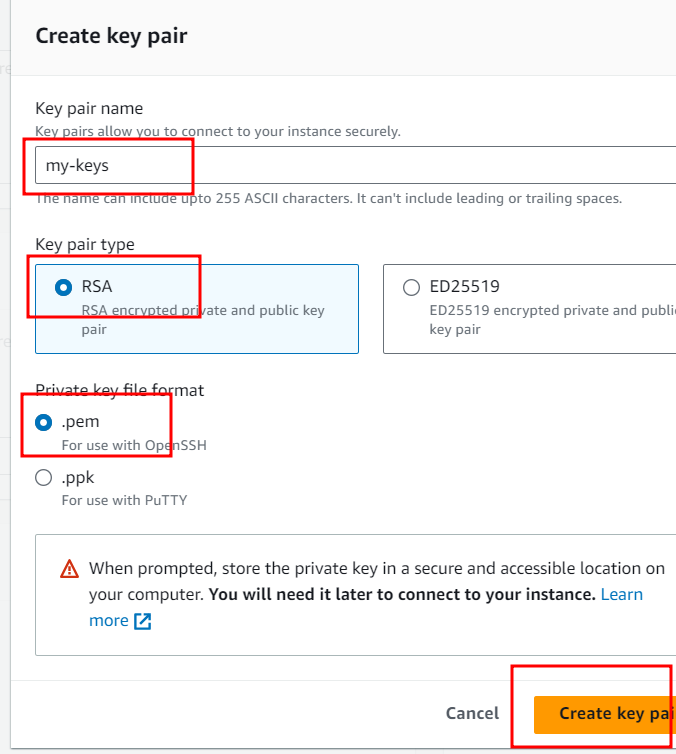 Create key pair
Key pair name
Key pairs allow you to connect to your instance securely.
my-keys
The name can include upto 255 ASCII characters. It can't include leading or trailing spaces.
Key pair type
RSA
RSA encrypted private and public key
pair
ED25519
ED25519 encrypted private and public
key pair
Private key file format
.pem
For use with OpenSSH
.ppk
For use with PuTTY
When prompted, store the private key in a secure and accessible location on
your computer. You will need it later to connect to your instance. Learn
more
Cancel
Create key pai